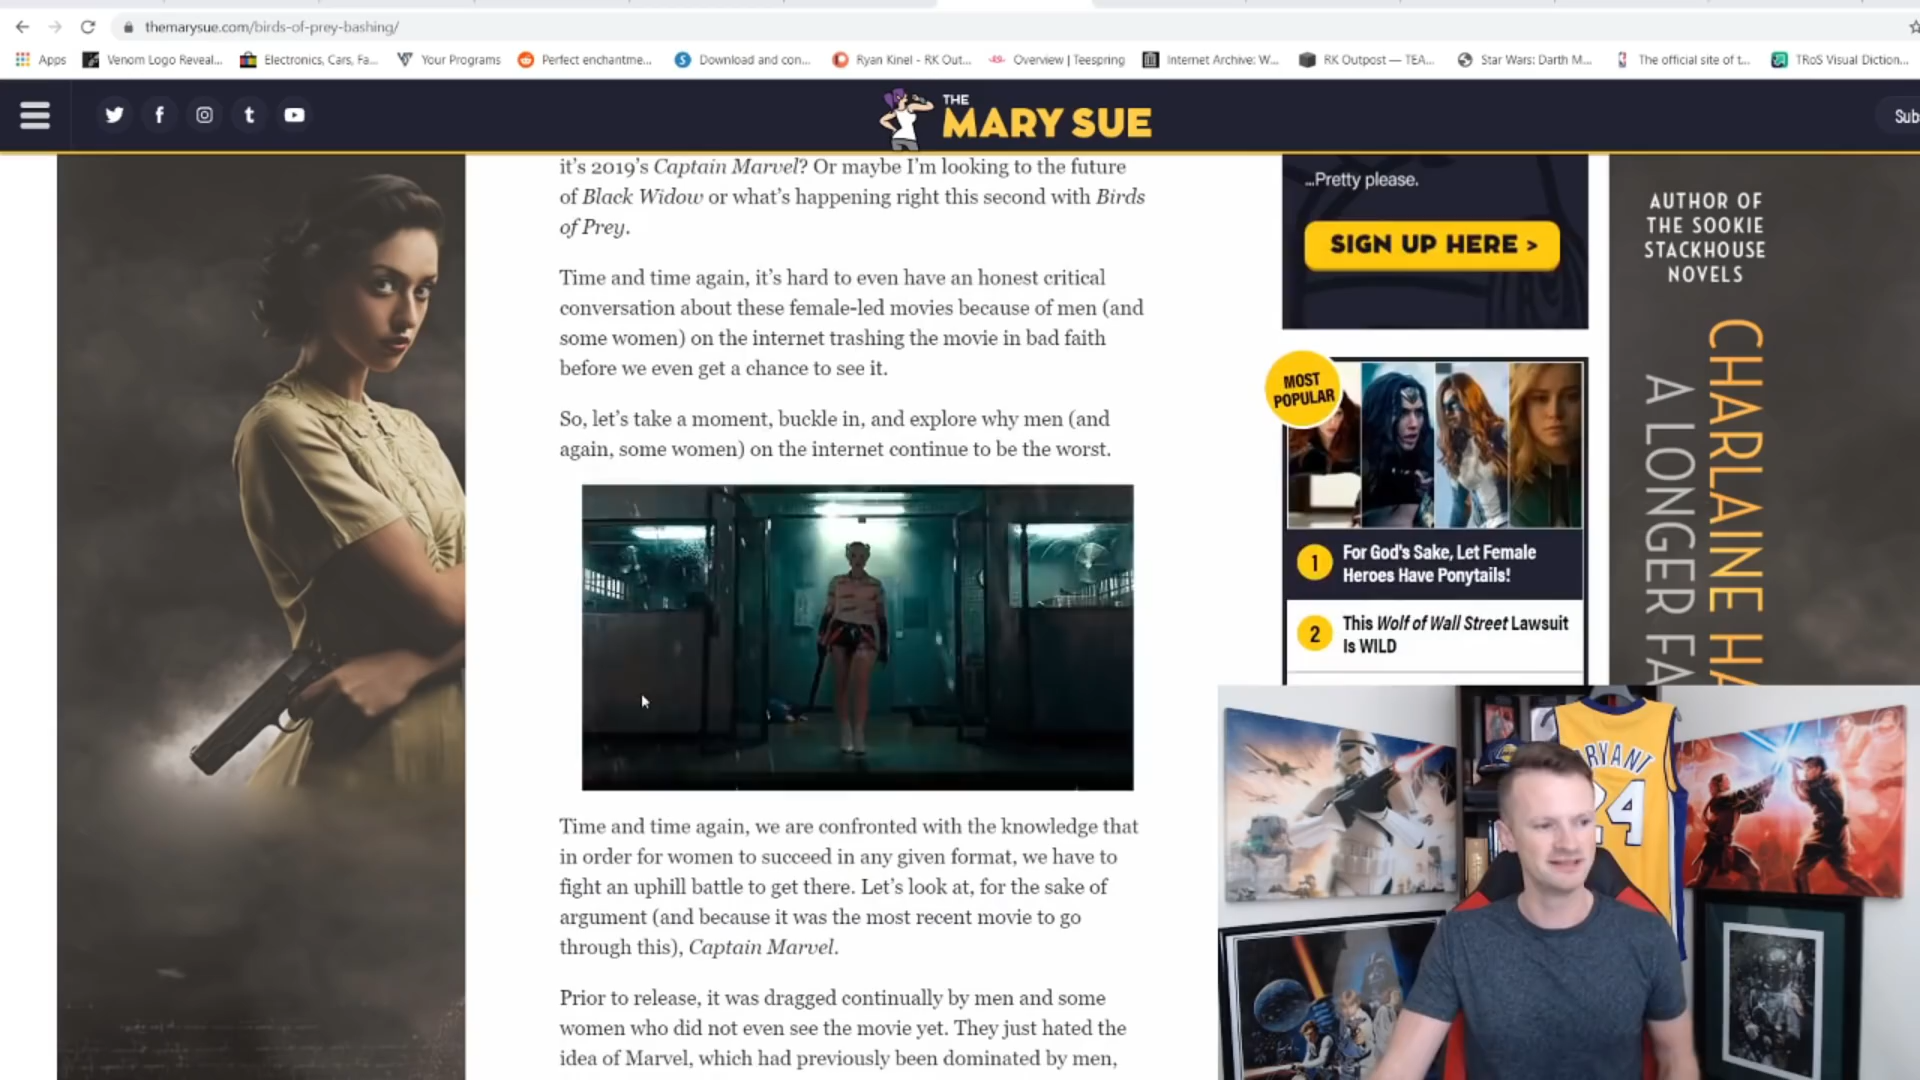 themarysue.com/birds-of-prey-bashing/
Apps
Venom Logo Reveal...
Electronics, Cars, Fa...
Your Programs
Perfect enchantme...
Download and con...
Ryan Kinel - RK Out...
Overview | Teespring
Internet Archive: W...
RK Outpost — TEA...
Star Wars: Darth M...
The official site of t...
TRoS Visual Diction...
THE
MARY SUE
Subs
it's 2019's Captain Marvel? Or maybe I'm looking to the future
of Black Widow or what's happening right this second with Birds
of Prey.
Time and time again, it's hard to even have an honest critical
conversation about these female-led movies because of men (and
some women) on the internet trashing the movie in bad faith
before we even get a chance to see it.
So, let's take a moment, buckle in, and explore why men (and
again, some women) on the internet continue to be the worst.
Time and time again, we are confronted with the knowledge that
in order for women to succeed in any given format, we have to
fight an uphill battle to get there. Let's look at, for the sake of
argument (and because it was the most recent movie to go
through this), Captain Marvel.
Prior to release, it was dragged continually by men and some
women who did not even see the movie yet. They just hated the
idea of Marvel, which had previously been dominated by men,
...Pretty please.
SIGN UP HERE >
MOST
POPULAR
1 For God's Sake, Let Female
Heroes Have Ponytails!
2 This Wolf of Wall Street Lawsuit
Is WILD
AUTHOR OF
THE SOOKIE
STACKHOUSE
NOVELS
CHARLAINE HA
A LONGER FA
RYANT
24